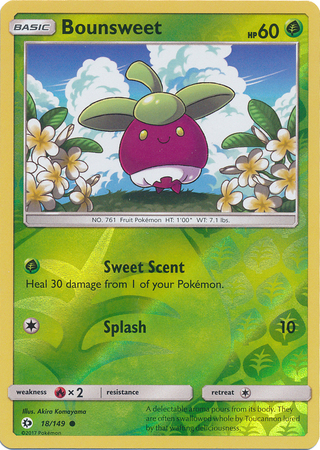 BASIC Bounsweet HP60
NO. 761 Fruit Pokémon HT: 1'00" WT: 7.1 lbs.
Sweet Scent
Heal 30 damage from 1 of your Pokémon.
Splash 10
Illus. Akira Komayama
18/149
weakness ×2 resistance retreat
©2017 Pokémon
A delectable aroma pours from its body. They
are often swallowed whole by Toucannon lured
by that wafting deliciousness.